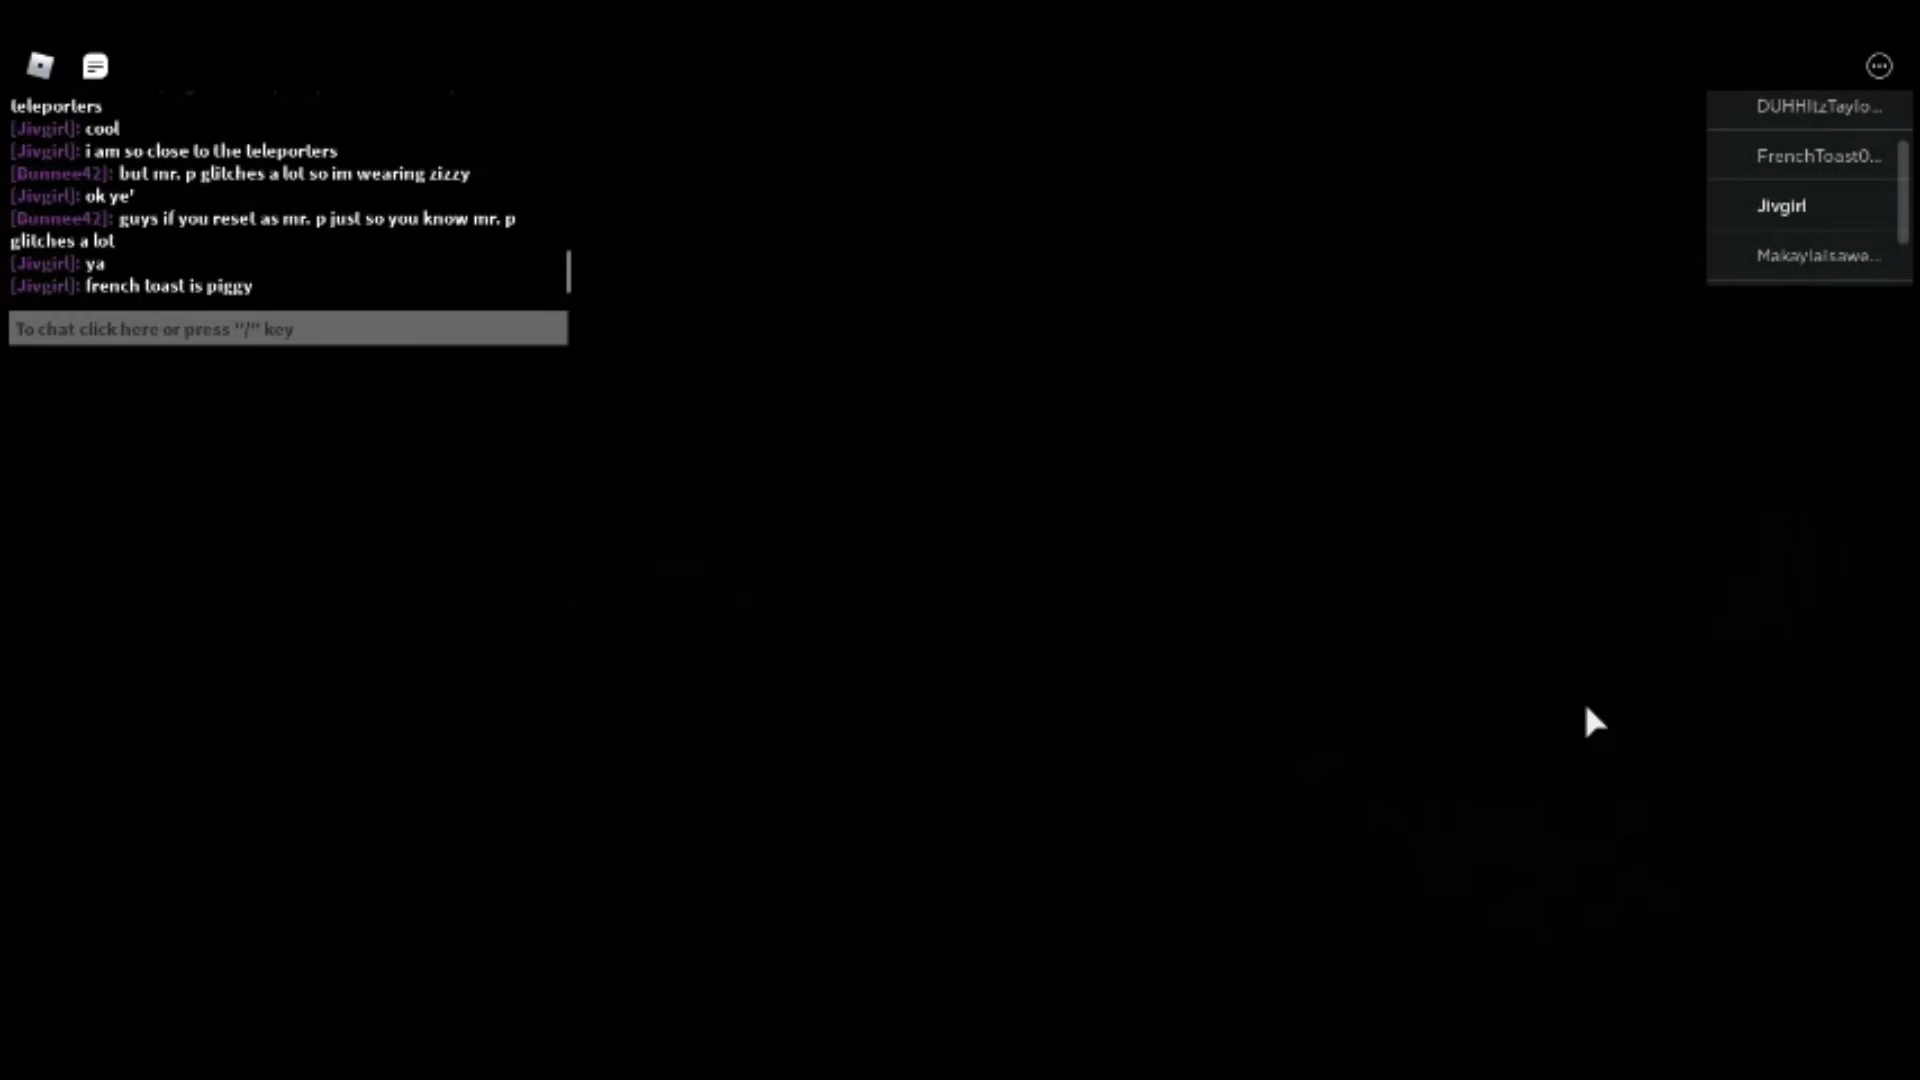 teleporters
[Jivgirl]: cool
[Jivgirl]: i am so close to the teleporters
[Bunnee42]: but mr. p glitches a lot so im wearing zizzy
[Jivgirl]: ok ye'
[Bunnee42]: guys if you reset as mr. p just so you know mr. p
glitches a lot
[Jivgirl]: ya
[Jivgirl]: french toast is piggy
To chat click here or press "/" key
DUHHItzTaylo...
FrenchToast0...
Jivgirl
Makaylaisawe...